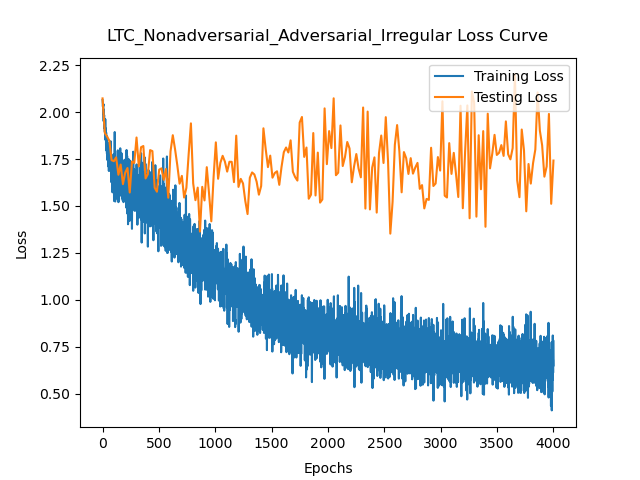 LTC_Nonadversarial_Adversarial_Irregular Loss Curve
Training Loss
Testing Loss
2.25
2.00
1.75
1.50
1.25
1.00
0.75
0.50
Loss
0 500 1000 1500 2000 2500 3000 3500 4000
Epochs